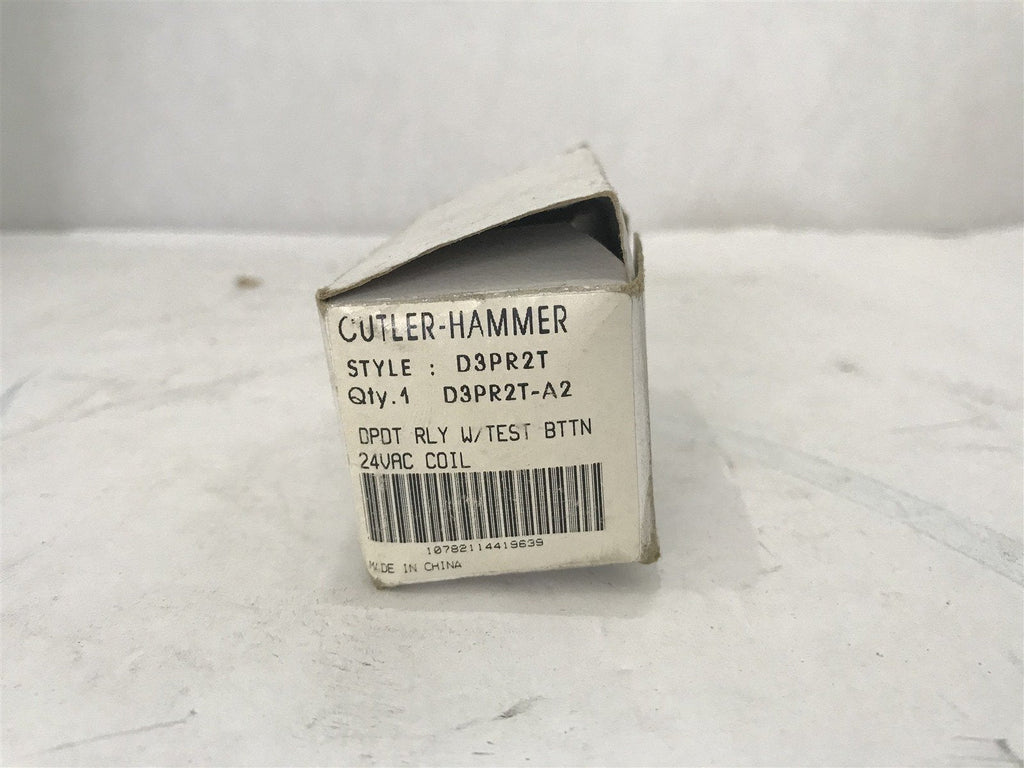 CUTLER-HAMMER
STYLE : D3PR2T
Qty.1 D3PR2T-A2
DPDT RLY W/TEST BTTN
24VAC COIL
10782114419639
MADE IN CHINA